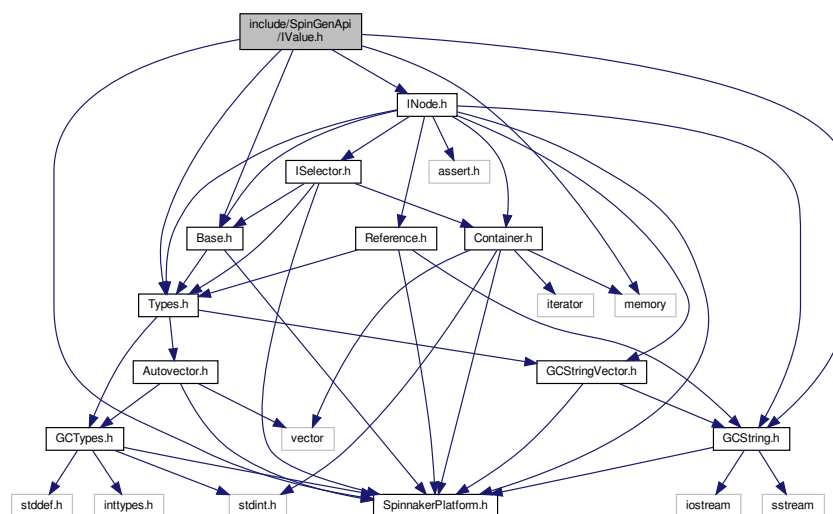 include/SpinGenApi
/IValue.h
INode.h
ISelector.h
assert.h
Base.h
Reference.h
Container.h
Types.h
iterator
memory
Autovector.h
GCStringVector.h
GCTypes.h
vector
GCString.h
stddef.h
inttypes.h
stdint.h
SpinnakerPlatform.h
iostream
sstream